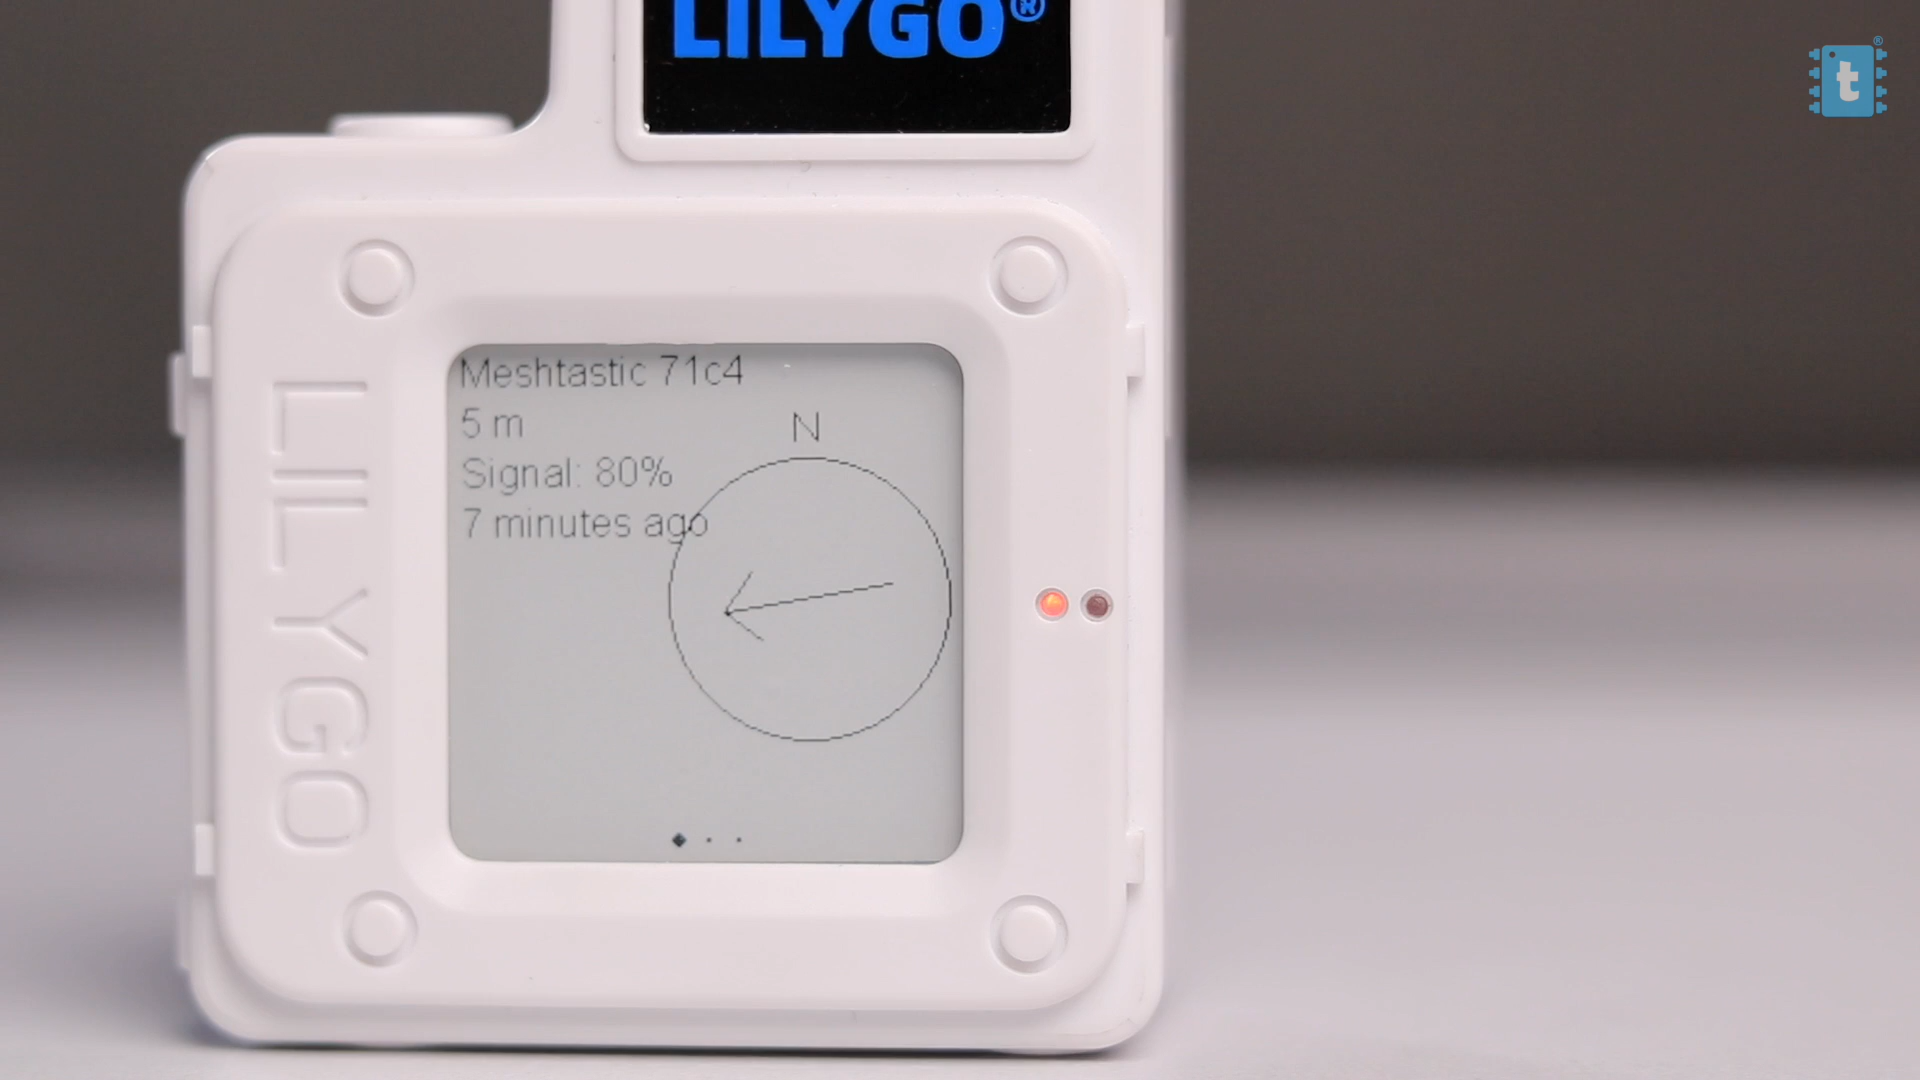 LILYGO®
t®
LILYGO
Meshtastic 71c4
5 m
N
Signal: 80%
7 minutes ago